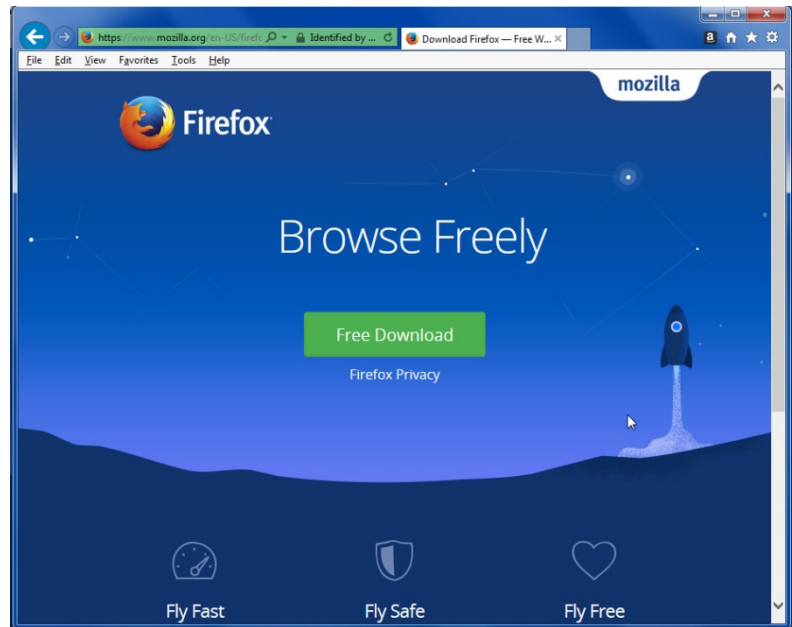 https://www.mozilla.org/en-US/firefo
Identified by ...
Download Firefox — Free W...
a
File Edit View Favorites Tools Help
mozilla
Firefox
Browse Freely
Free Download
Firefox Privacy
Fly Fast
Fly Safe
Fly Free